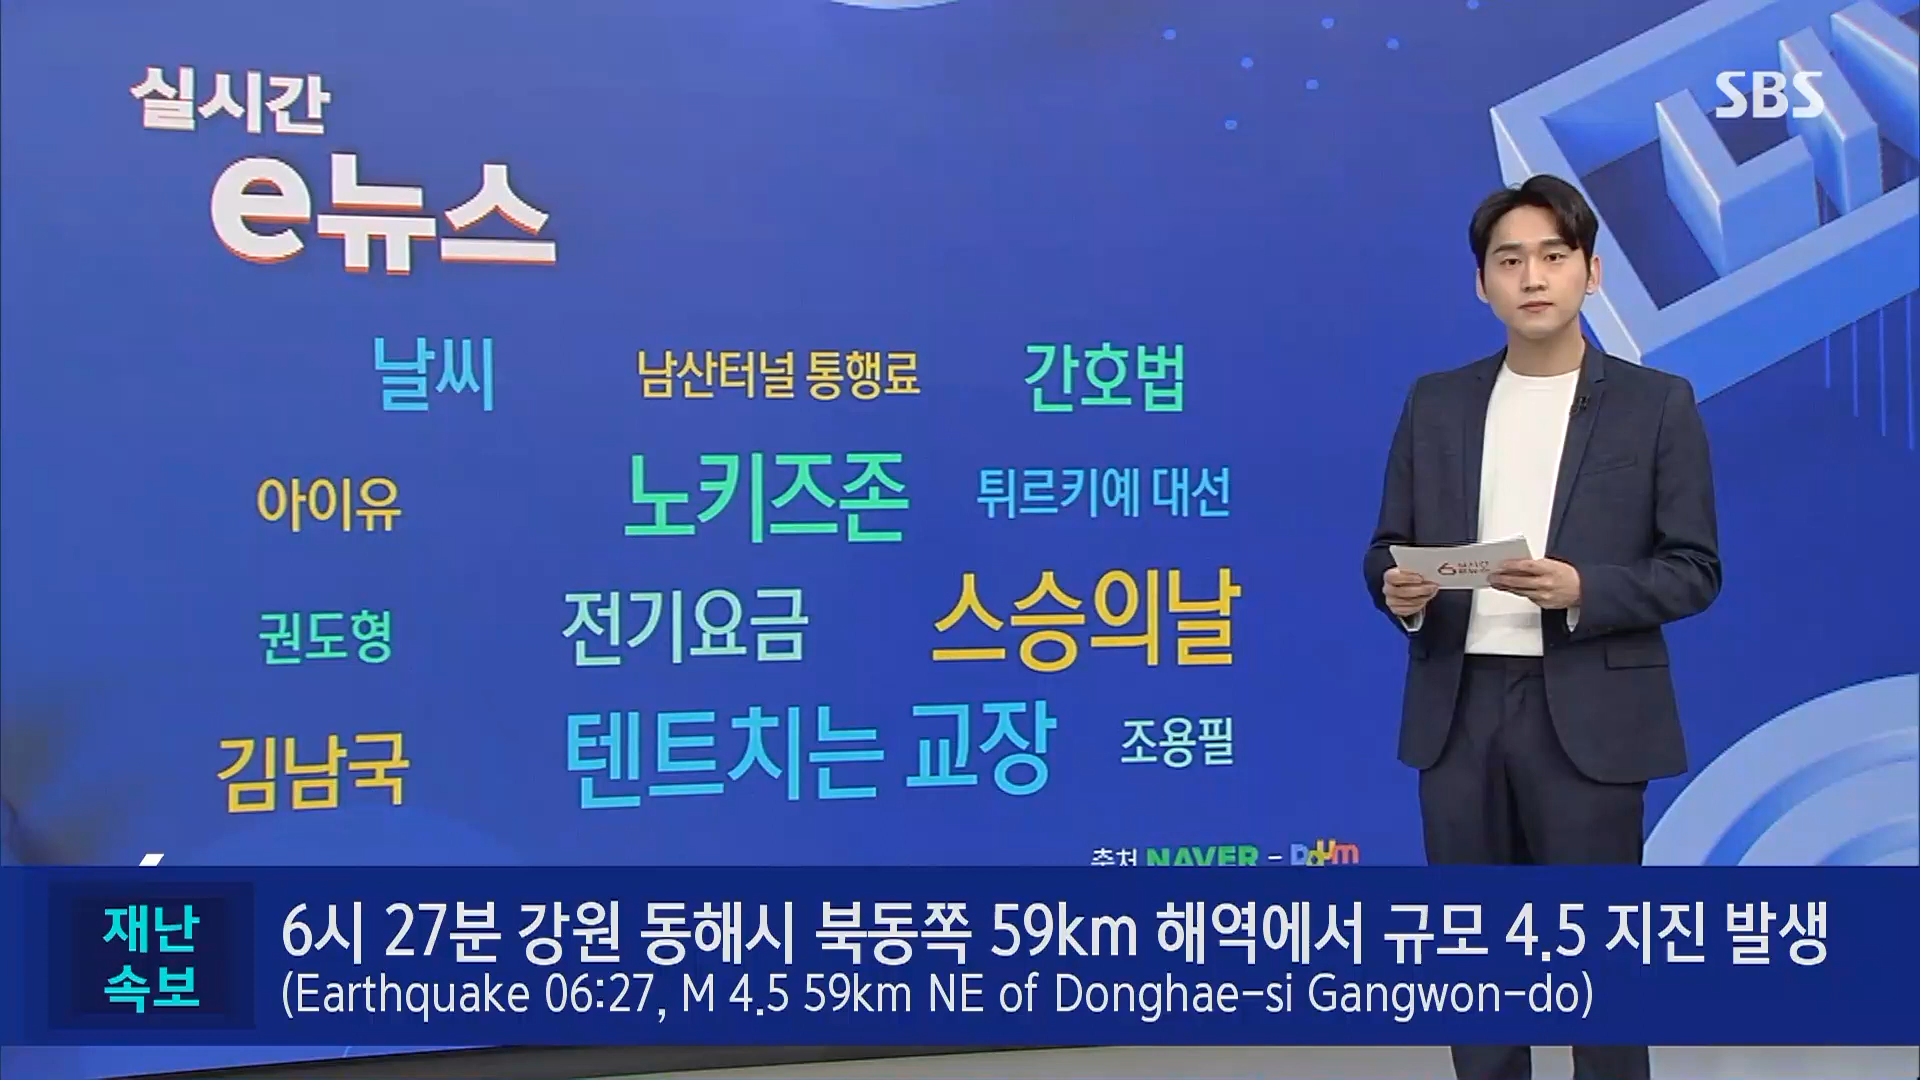 실시간
e뉴스
SBS
날씨
남산터널 통행료
간호법
아이유
노키즈존
튀르키예 대선
권도형
전기요금
스승의날
김남국
텐트치는 교장
조용필
출처 NAVER - Daum
재난
속보
6시 27분 강원 동해시 북동쪽 59km 해역에서 규모 4.5 지진 발생
(Earthquake 06:27, M 4.5 59km NE of Donghae-si Gangwon-do)